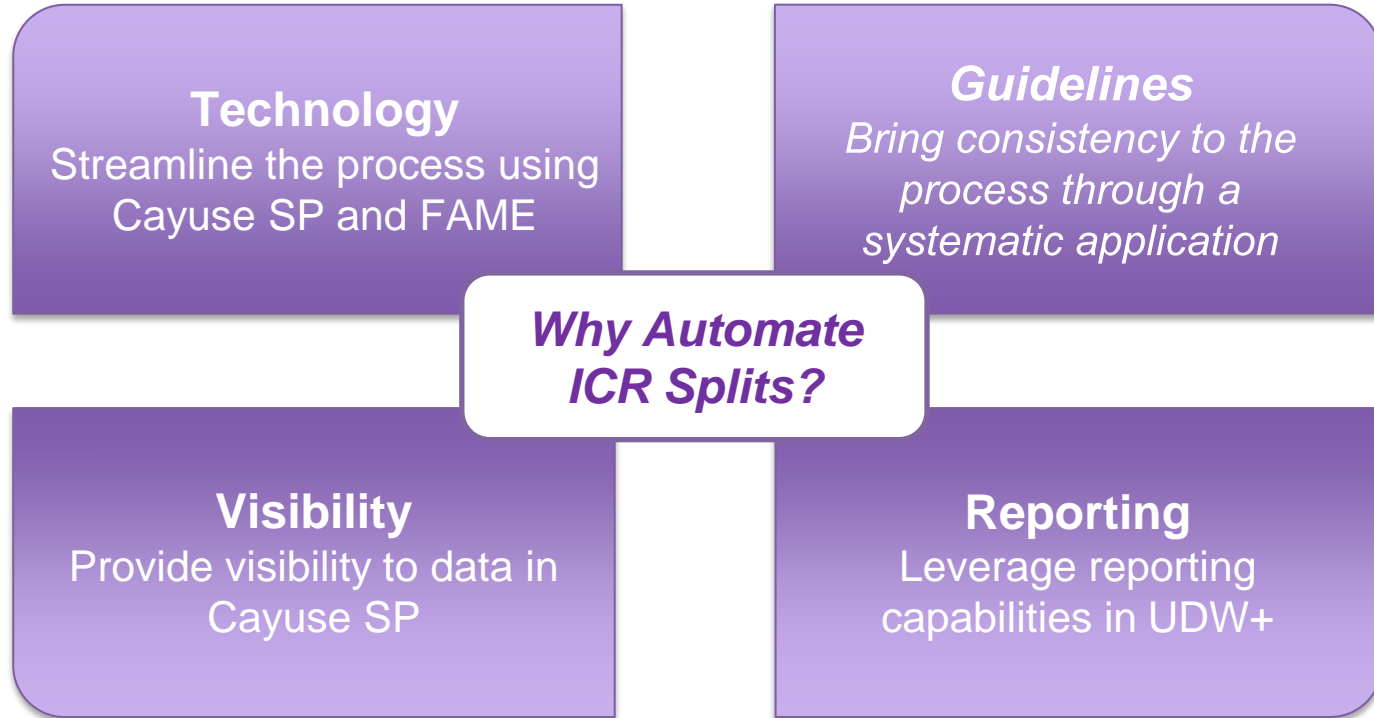 Technology
Streamline the process using
Cayuse SP and FAME
Guidelines
Bring consistency to the
process through a
systematic application
Why Automate
ICR Splits?
Visibility
Provide visibility to data in
Cayuse SP
Reporting
Leverage reporting
capabilities in UDW+